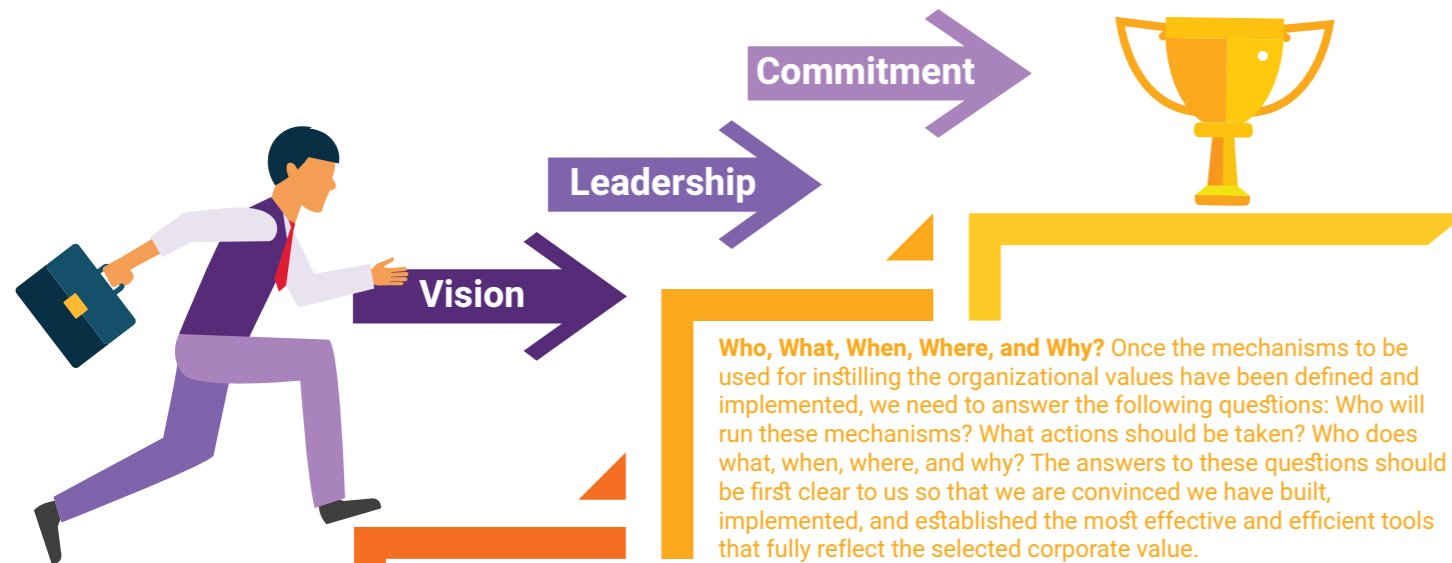 Commitment
Leadership
Vision
Who, What, When, Where, and Why? Once the mechanisms to be
used for instilling the organizational values have been defined and
implemented, we need to answer the following questions: Who will
run these mechanisms? What actions should be taken? Who does
what, when, where, and why? The answers to these questions should
be first clear to us so that we are convinced we have built,
implemented, and established the most effective and efficient tools
that fully reflect the selected corporate value.